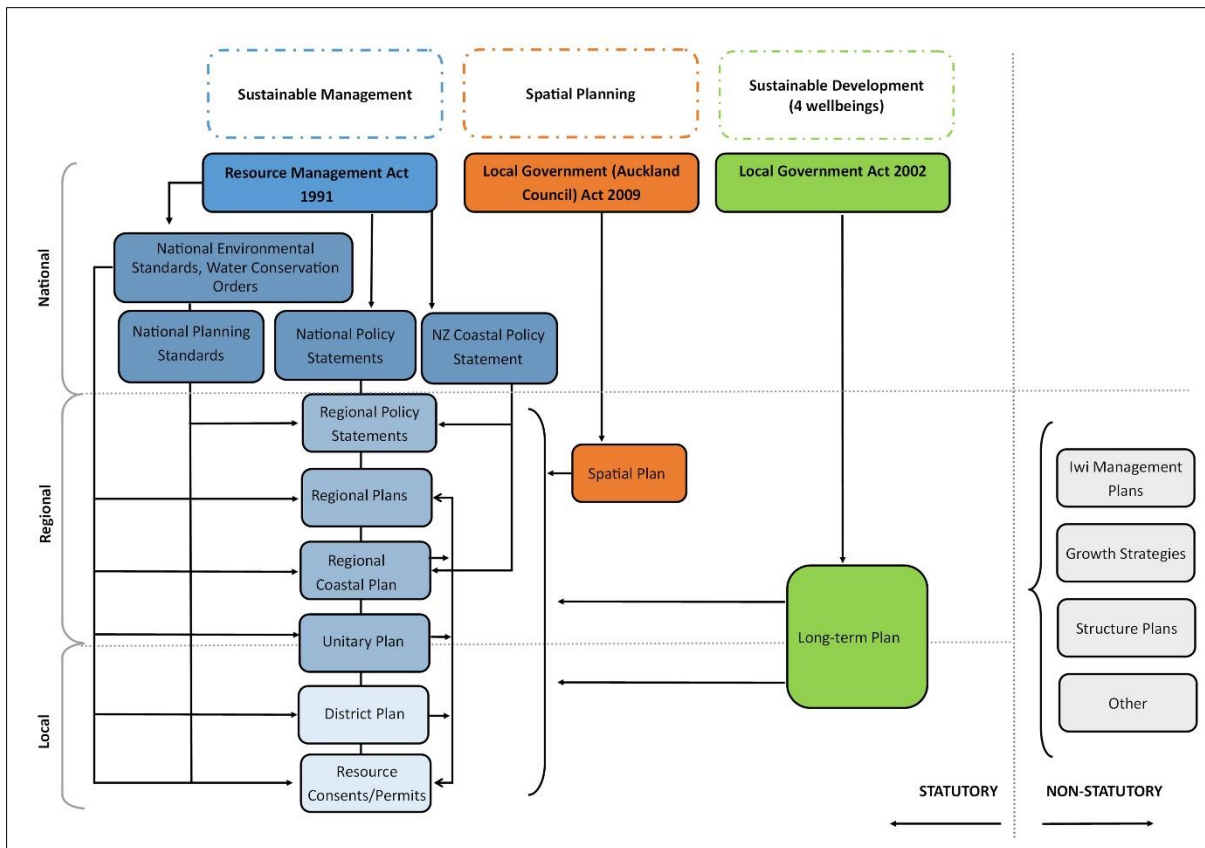 Sustainable Management
Spatial Planning
Sustainable Development
(4 wellbeings)
Resource Management Act
1991
Local Government (Auckland
Council) Act 2009
Local Government Act 2002
National
National Environmental
Standards, Water Conservation
Orders
National Planning
Standards
National Policy
Statements
NZ Coastal Policy
Statement
Regional
Regional Policy
Statements
Regional Plans
Regional
Coastal Plan
Unitary Plan
Spatial Plan
Long-term Plan
Local
District Plan
Resource
Consents/Permits
Iwi Management
Plans
Growth Strategies
Structure Plans
Other
STATUTORY
NON-STATUTORY